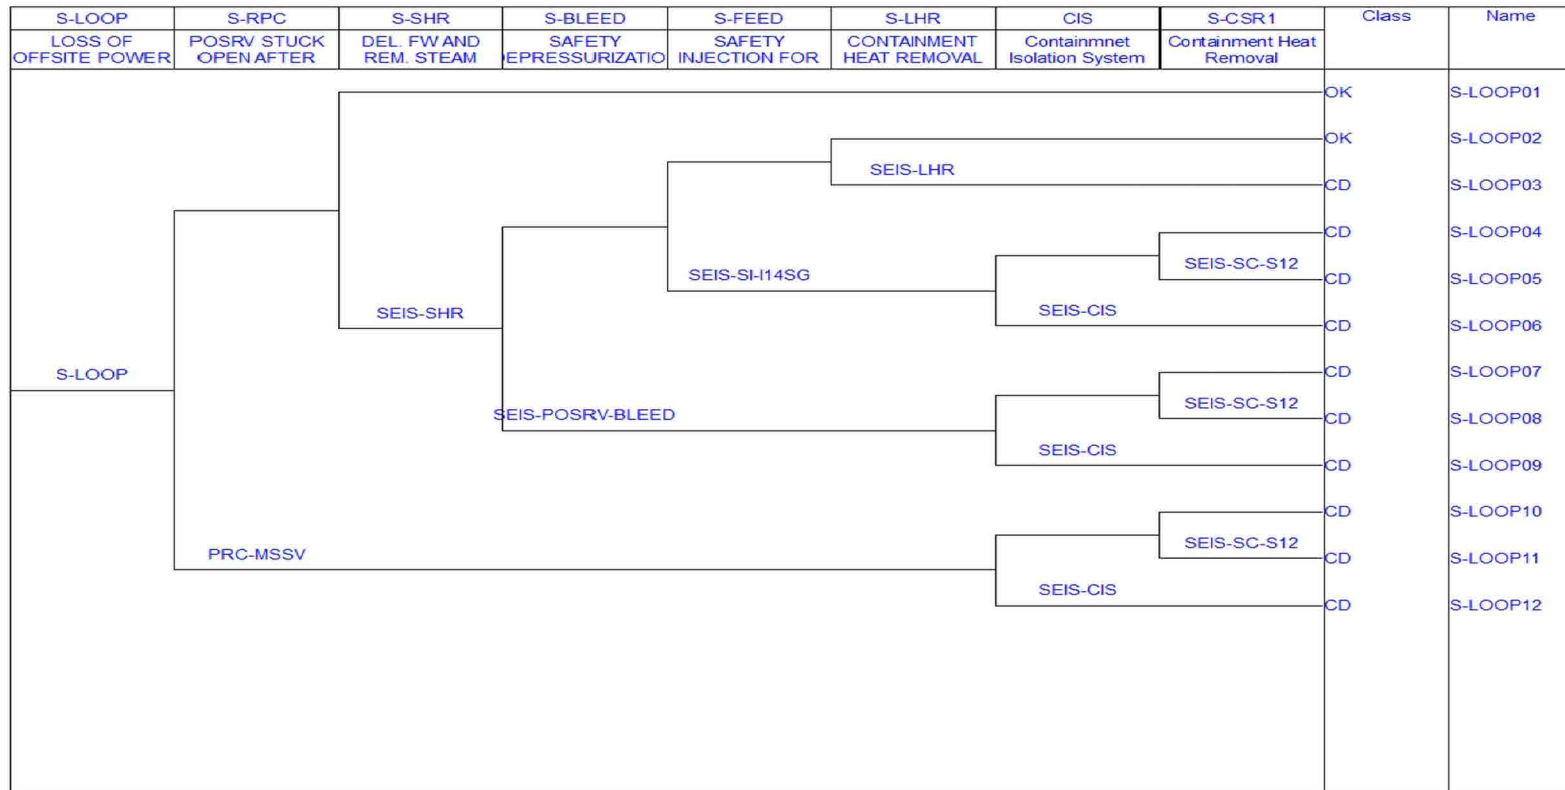 S-LOOP S-RPC S-SHR S-BLEED S-FEED S-LHR CIS S-CSR1 Class Name
LOSS OF POSRV STUCK DEL. FW AND SAFETY SAFETY CONTAINMENT Containmnet Containment Heat
OFFSITE POWER OPEN AFTER REM. STEAM EPRESSURIZATIO INJECTION FOR HEAT REMOVAL Isolation System Removal
OK S-LOOP01
OK S-LOOP02
SEIS-LHR
CD S-LOOP03
CD S-LOOP04
SEIS-SC-S12
SEIS-SI-I14SG
CD S-LOOP05
SEIS-CIS
SEIS-SHR
CD S-LOOP06
S-LOOP
CD S-LOOP07
SEIS-SC-S12
SEIS-POSRV-BLEED
CD S-LOOP08
SEIS-CIS
CD S-LOOP09
CD S-LOOP10
SEIS-SC-S12
PRC-MSSV
CD S-LOOP11
SEIS-CIS
CD S-LOOP12